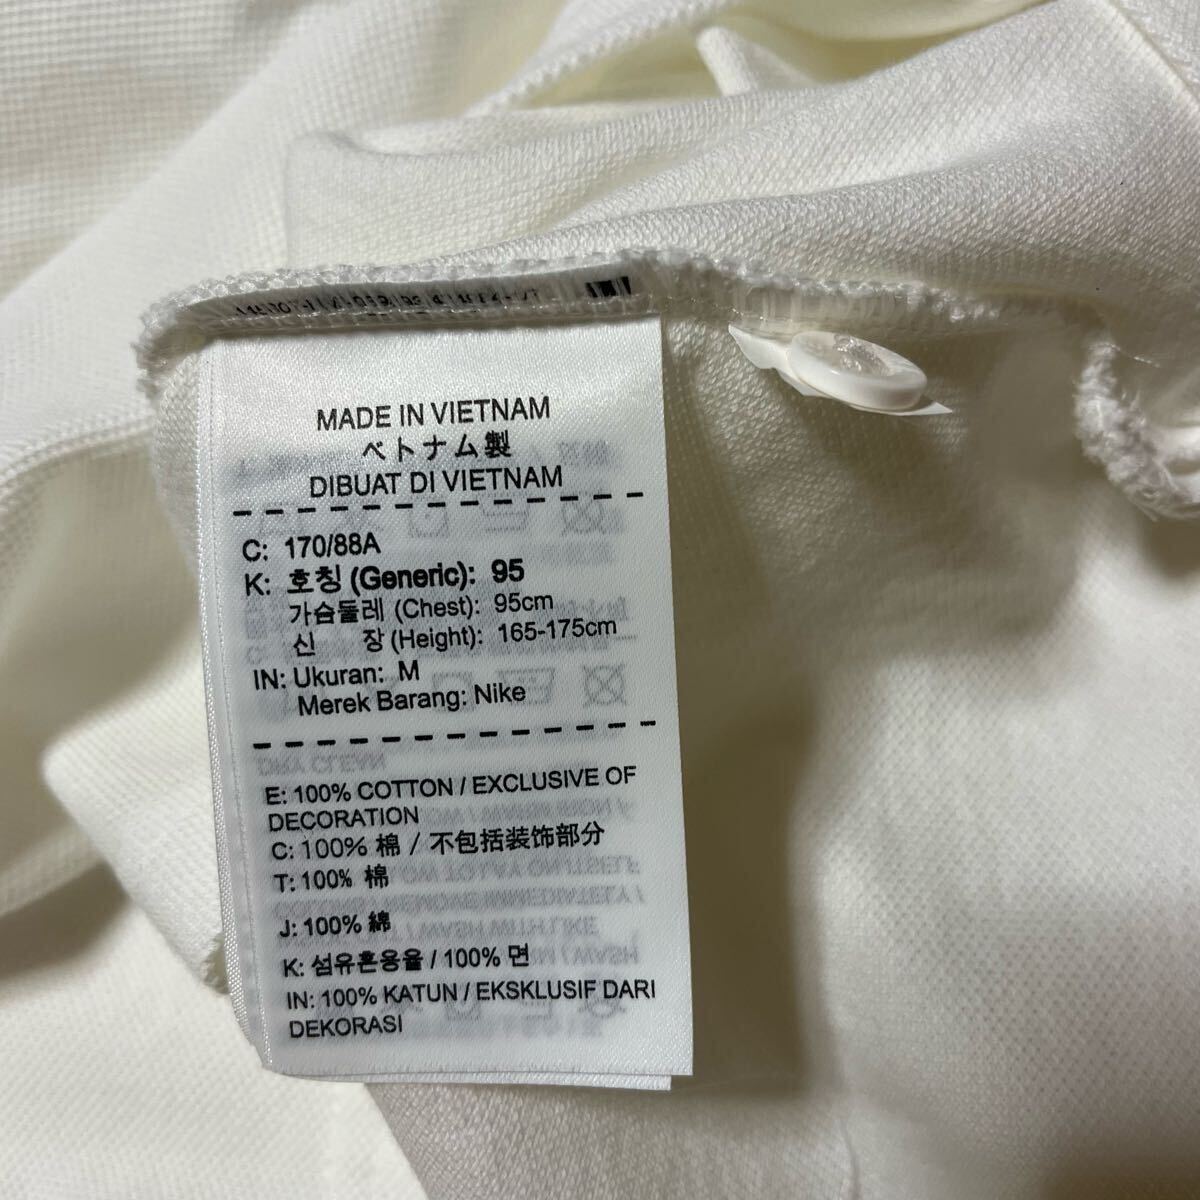 MADE IN VIETNAM
ベトナム製
DIBUAT DI VIETNAM
C: 170/88A
K: 호칭 (Generic): 95
가슴둘레 (Chest): 95cm
신 장 (Height): 165-175cm
IN: Ukuran: M
Merek Barang: Nike
E: 100% COTTON / EXCLUSIVE OF
DECORATION
C: 100% 棉 / 不包括装饰部分
T: 100% 棉
J: 100% 綿
K: 섬유혼용율 / 100% 면
IN: 100% KATUN / EKSKLUSIF DARI
DEKORASI